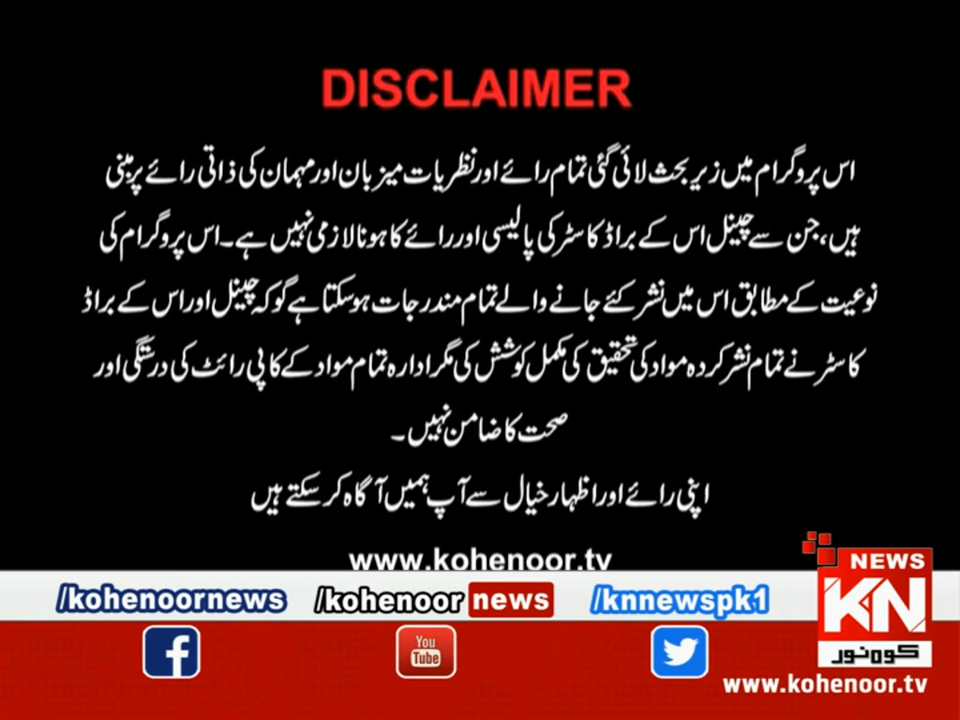 DISCLAIMER
اس پروگرام میں زیر بحث لائی گئی تمام رائے اور نظریات میزبان اور مہمان کی ذاتی رائے پر مبنی
ہیں، جن سے چینل اس کے براڈ کاسٹر کی پالیسی اور رائے کا ہونا لازمی نہیں ہے۔ اس پروگرام کی
نوعیت کے مطابق اس میں نشر کئے جانے والے تمام مندرجات ہو سکتا ہے گو کہ چینل اور اس کے براڈ
کاسٹر نے تمام نشر کردہ مواد کی تحقیق کی مکمل کوشش کی مگر ادارہ تمام مواد کے کاپی رائٹ کی درستگی اور
صحت کا ضامن نہیں۔
اپنی رائے اور اظہار خیال سے آپ ہمیں آگاہ کر سکتے ہیں
www.kohenoor.tv
/kohenoornews /kohenoor news /knnewspk1
You Tube
NEWS
KN
کوہ نور
www.kohenoor.tv